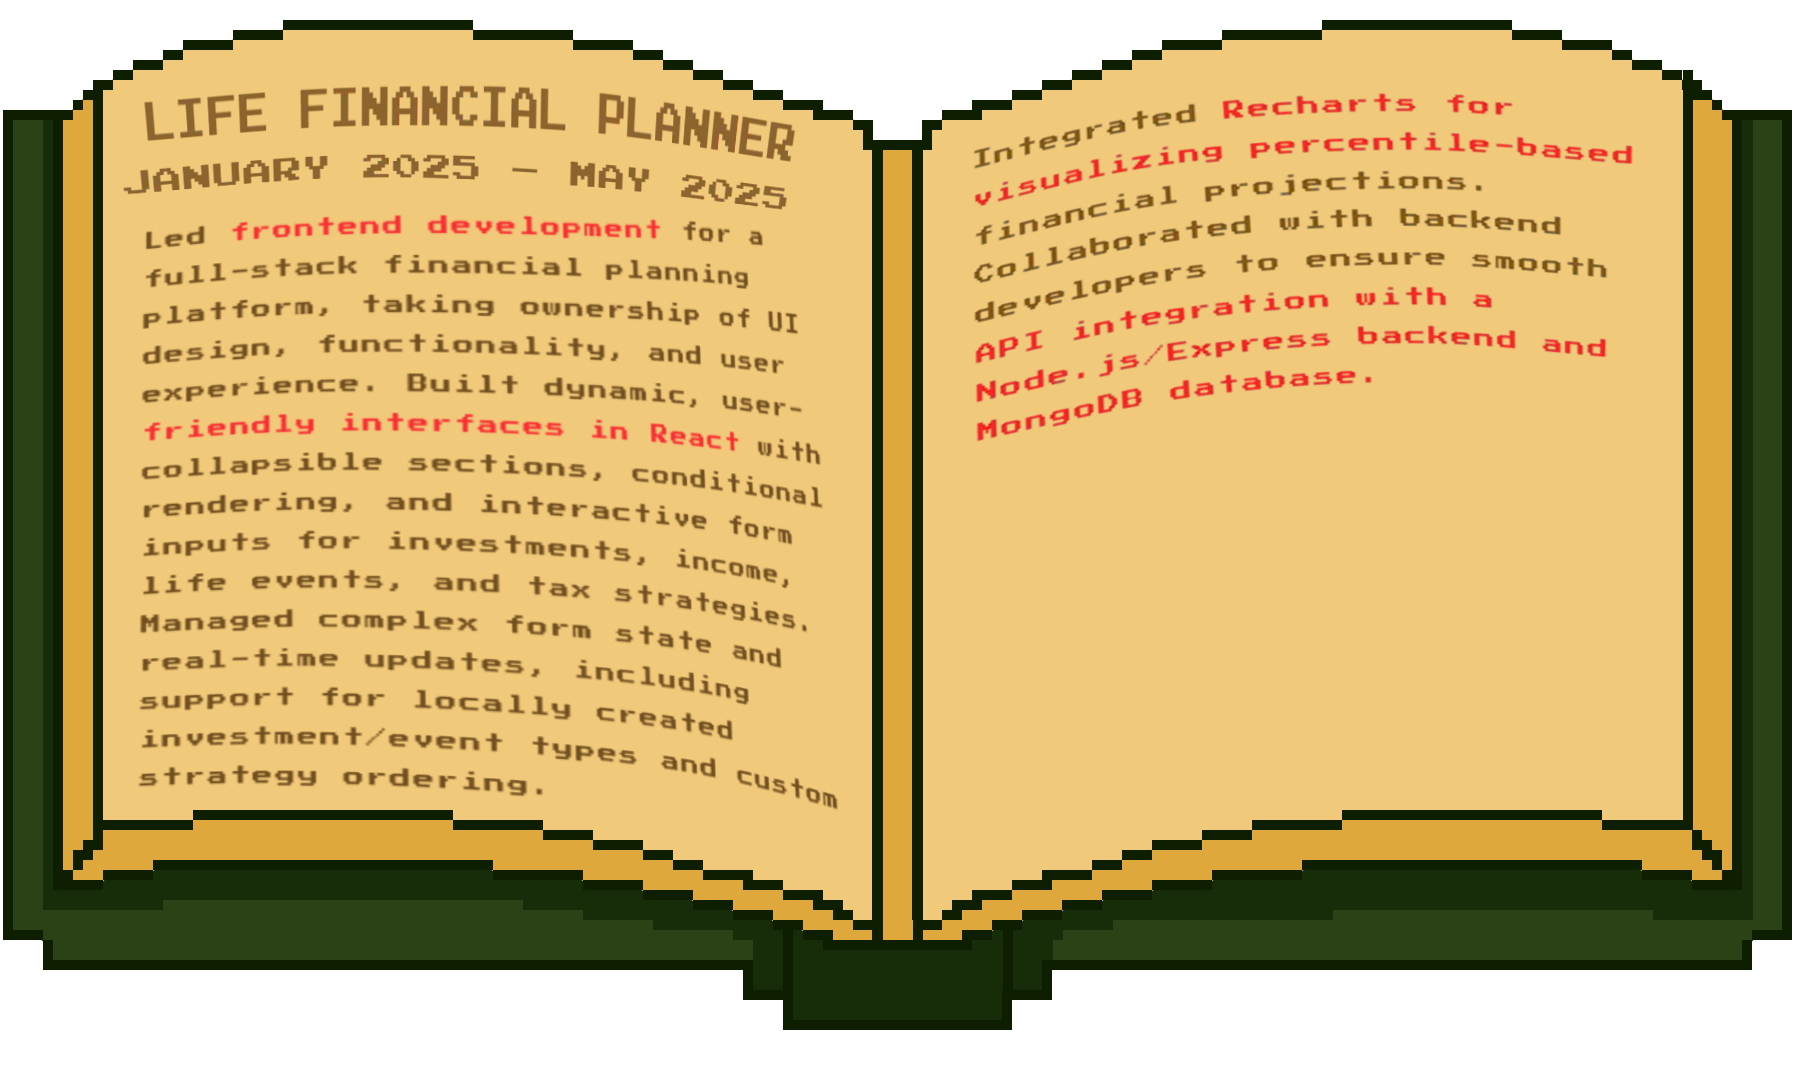 LIFE FINANCIAL PLANNER
JANUARY 2025 - MAY 2025
Led frontend development for a
full-stack financial planning
platform, taking ownership of UI
design, functionality, and user
experience. Built dynamic, user-
friendly interfaces in React with
collapsible sections, conditional
rendering, and interactive form
inputs for investments, income,
life events, and tax strategies.
Managed complex form state and
real-time updates, including
support for locally created
investment/event types and custom
strategy ordering.
Integrated Recharts for
visualizing percentile-based
financial projections.
Collaborated with backend
developers to ensure smooth
API integration with a
Node.js/Express backend and
MongoDB database.